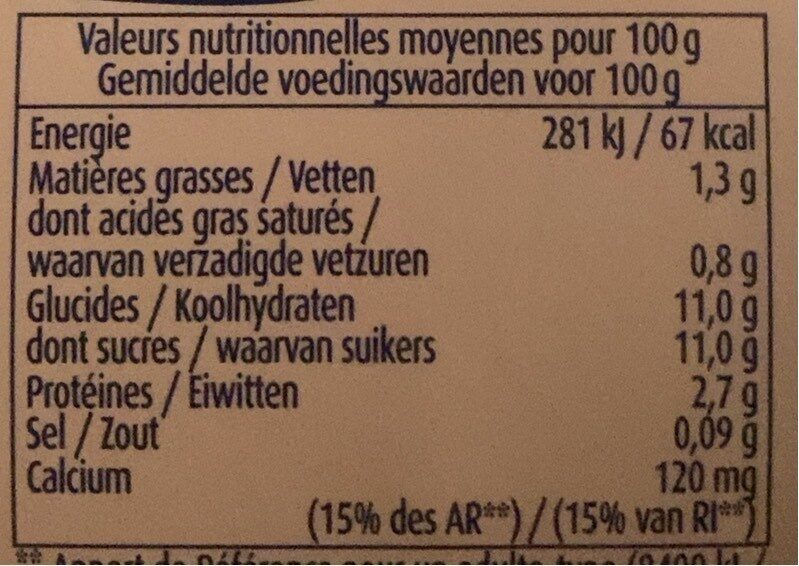 Valeurs nutritionnelles moyennes pour 100 g
Gemiddelde voedingswaarden voor 100 g
Energie 281 kJ / 67 kcal
Matières grasses / Vetten 1,3 g
dont acides gras saturés /
waarvan verzadigde vetzuren 0,8 g
Glucides / Koolhydraten 11,0 g
dont sucres / waarvan suikers 11,0 g
Protéines / Eiwitten 2,7 g
Sel / Zout 0,09 g
Calcium 120 mg
(15% des AR**) / (15% van RI**)